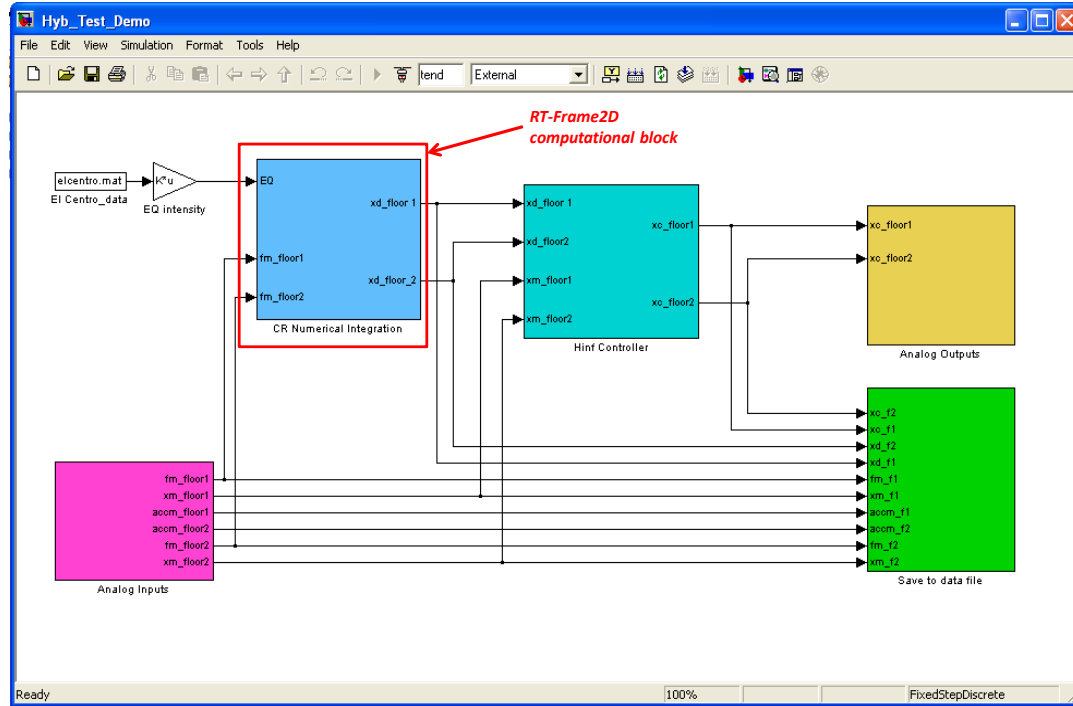 Hyb_Test_Demo
File Edit View Simulation Format Tools Help
tend External
RT-Frame2D
computational block
elcentro.mat
El Centro_data
K*u
EQ intensity
EQ
fm_floor1
fm_floor2
xd_floor 1
xd_floor_2
CR Numerical Integration
xd_floor 1
xd_floor2
xm_floor1
xm_floor2
xc_floor1
xc_floor2
Hinf Controller
xc_floor1
xc_floor2
Analog Outputs
fm_floor1
xm_floor1
accm_floor1
accm_floor2
fm_floor2
xm_floor2
Analog Inputs
xc_f2
xc_f1
xd_f2
xd_f1
fm_f1
xm_f1
accm_f1
accm_f2
fm_f2
xm_f2
Save to data file
Ready 100% FixedStepDiscrete